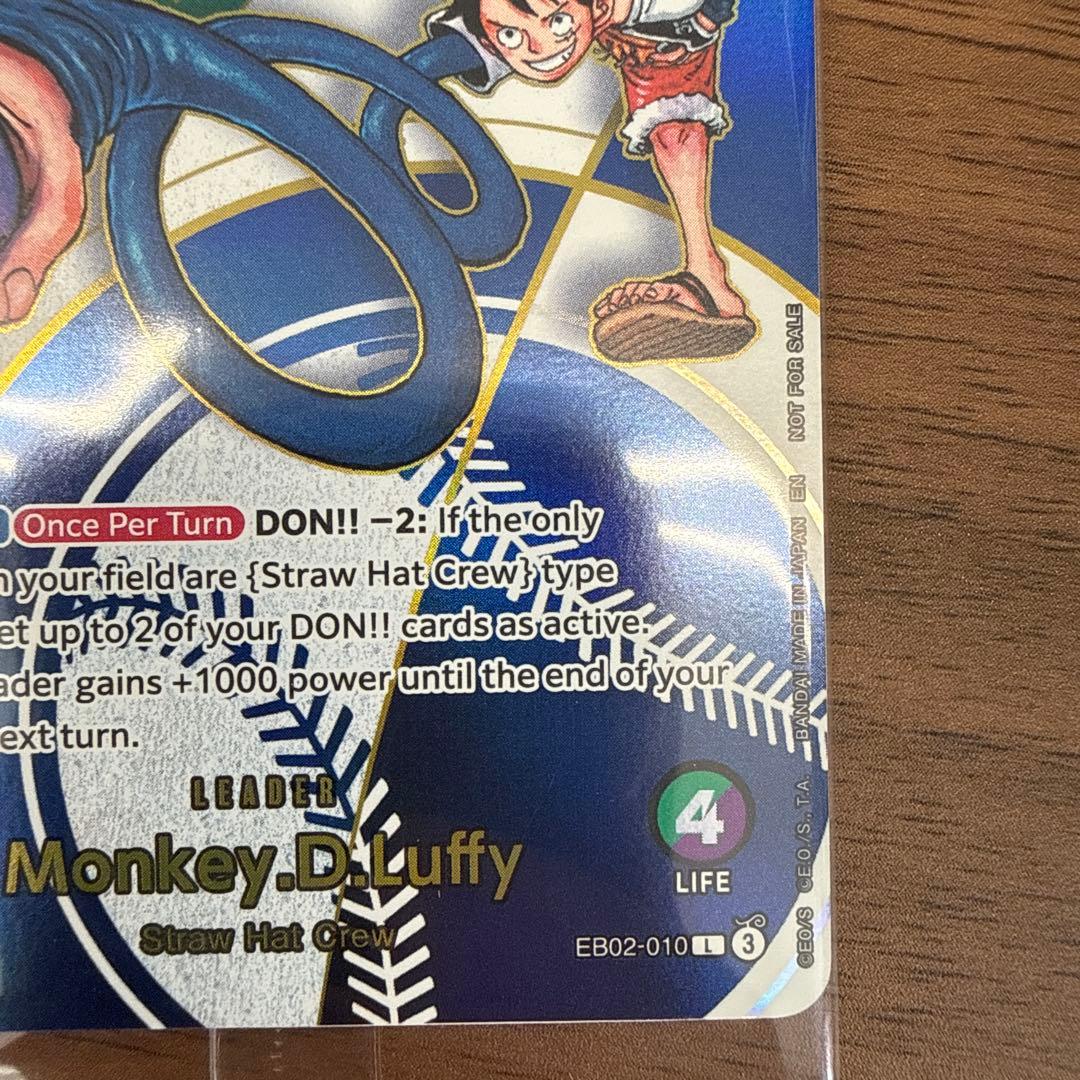 Once Per Turn DON!! −2: If the only
n your field are {Straw Hat Crew} type
et up to 2 of your DON!! cards as active.
ader gains +1000 power until the end of your
ext turn.
LEADER
Monkey.D.Luffy
Straw Hat Crew
4
LIFE
EB02-010 L 3
©EO/S ©E.O./S., T.A. BANDAI MADE IN JAPAN EN NOT FOR SALE